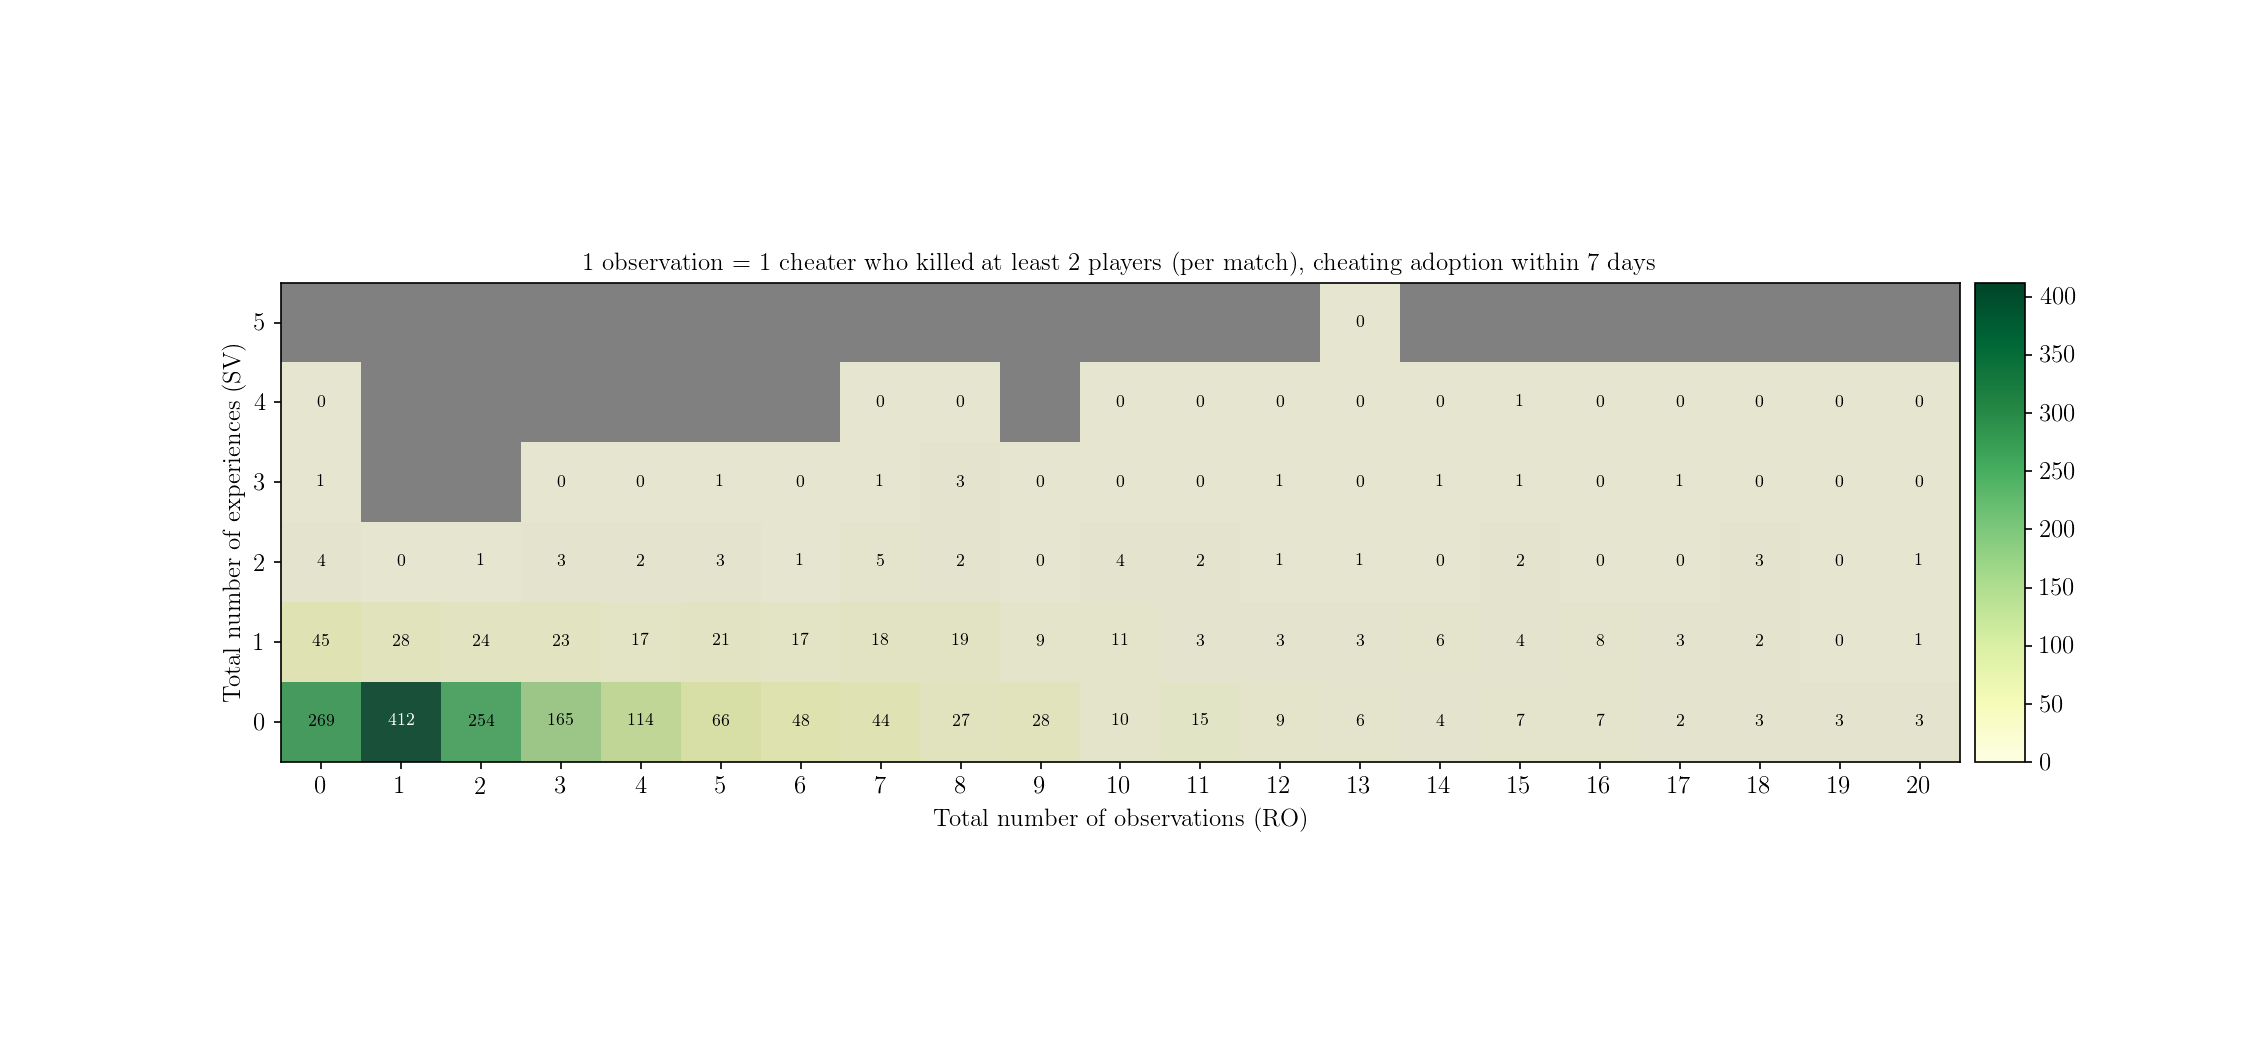 1 observation = 1 cheater who killed at least 2 players (per match), cheating adoption within 7 days
Total number of experiences (SV)
5 0
4 0 0 0 0 0 0 0 0 1 0 0 0 0 0
3 1 0 0 1 0 1 3 0 0 0 1 0 1 1 0 1 0 0 0
2 4 0 1 3 2 3 1 5 2 0 4 2 1 1 0 2 0 0 3 0 1
1 45 28 24 23 17 21 17 18 19 9 11 3 3 3 6 4 8 3 2 0 1
0 269 412 254 165 114 66 48 44 27 28 10 15 9 6 4 7 7 2 3 3 3
0 1 2 3 4 5 6 7 8 9 10 11 12 13 14 15 16 17 18 19 20
Total number of observations (RO)
400
350
300
250
200
150
100
50
0